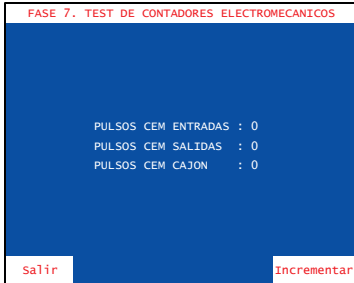 FASE 7. TEST DE CONTADORES ELECTROMECANICOS
PULSOS CEM ENTRADAS : 0
PULSOS CEM SALIDAS : 0
PULSOS CEM CAJON : 0
Salir
Incrementar